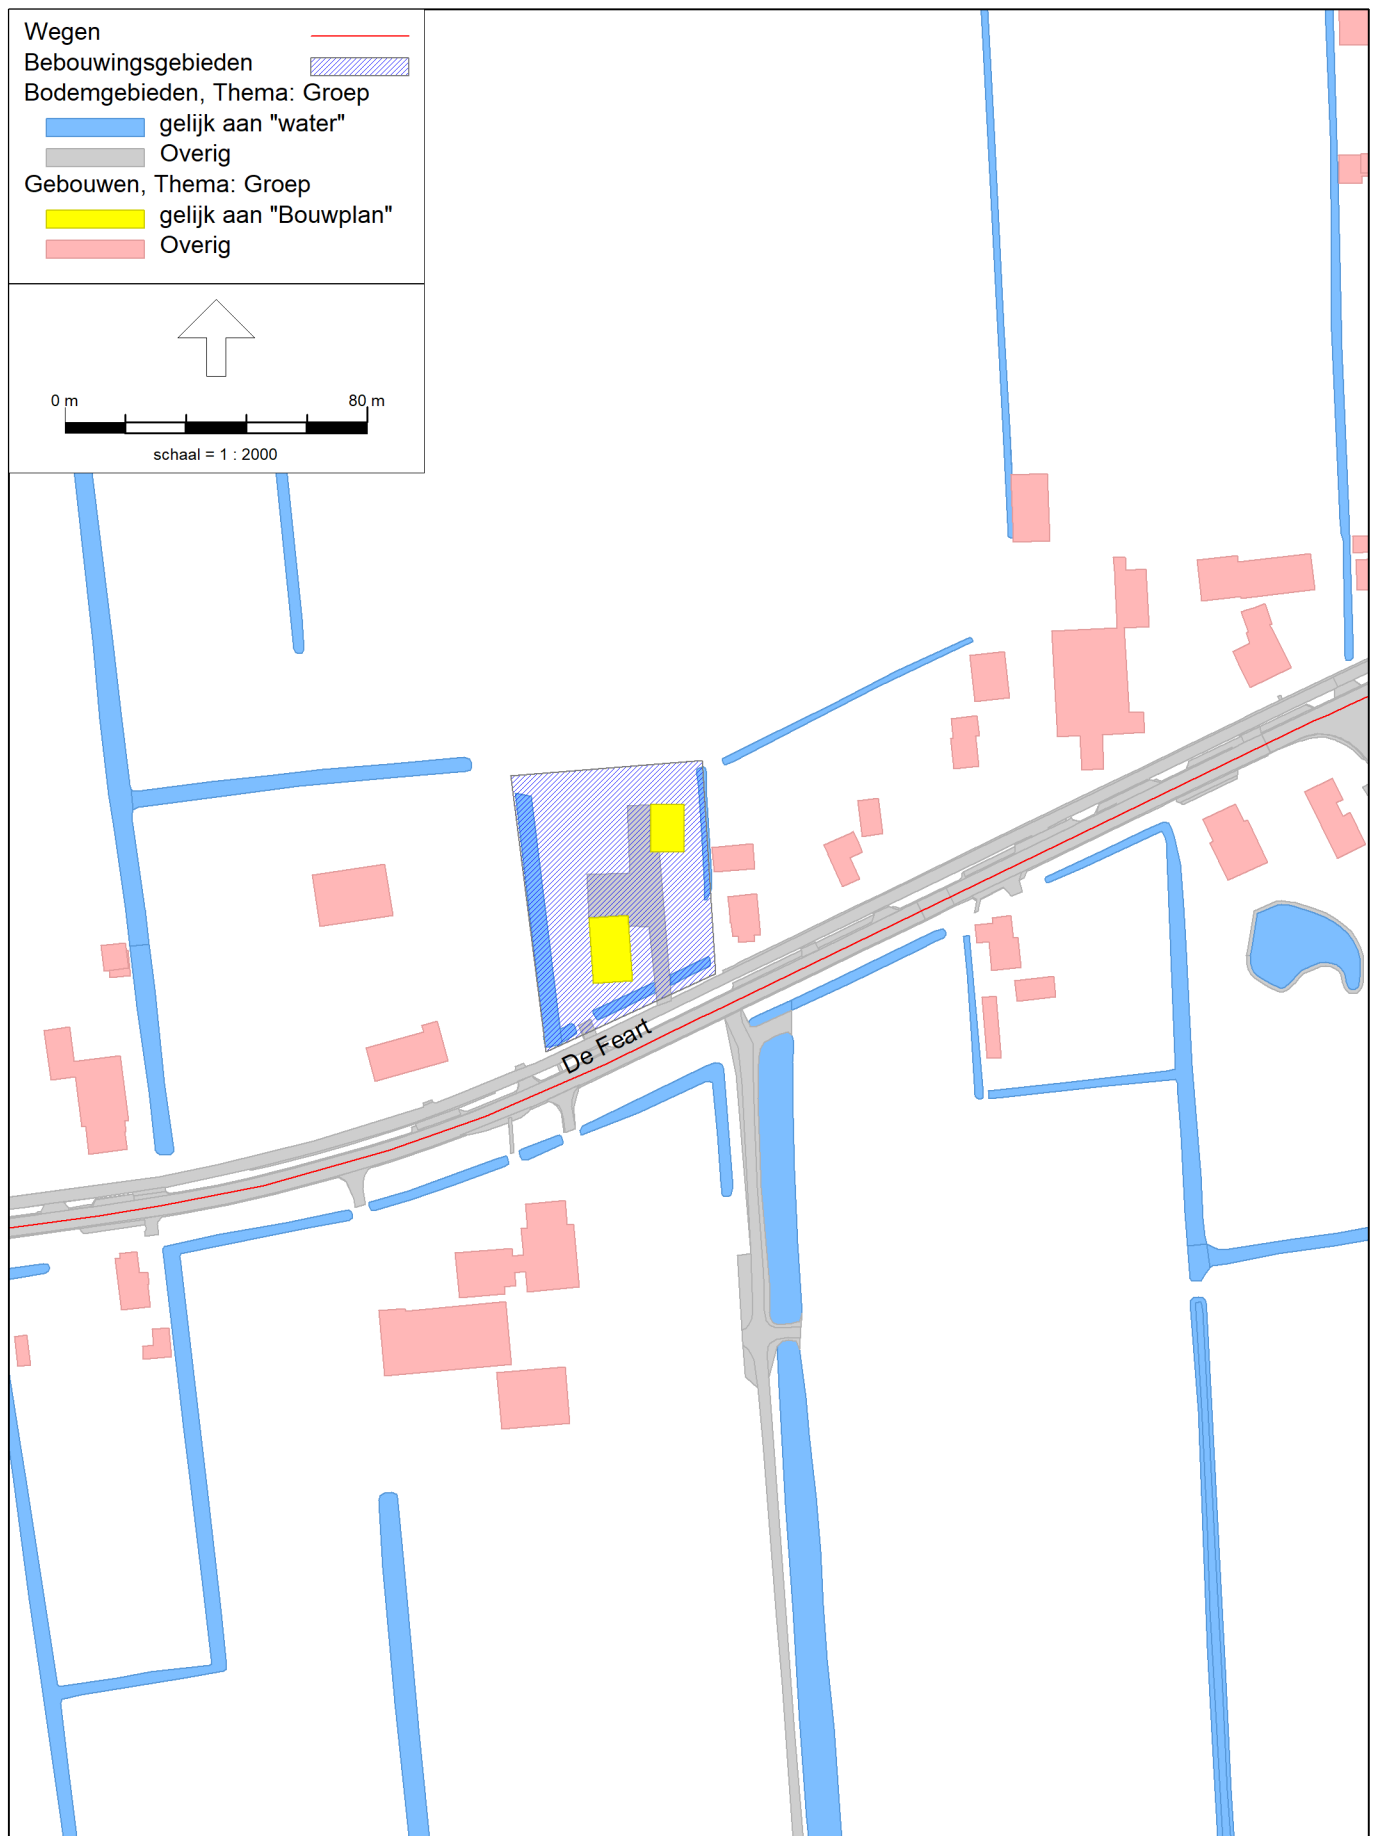 Wegen
Bebouwingsgebieden
Bodemgebieden, Thema: Groep
gelijk aan "water"
Overig
Gebouwen, Thema: Groep
gelijk aan "Bouwplan"
Overig
0 m 80 m
schaal = 1 : 2000
De Feart